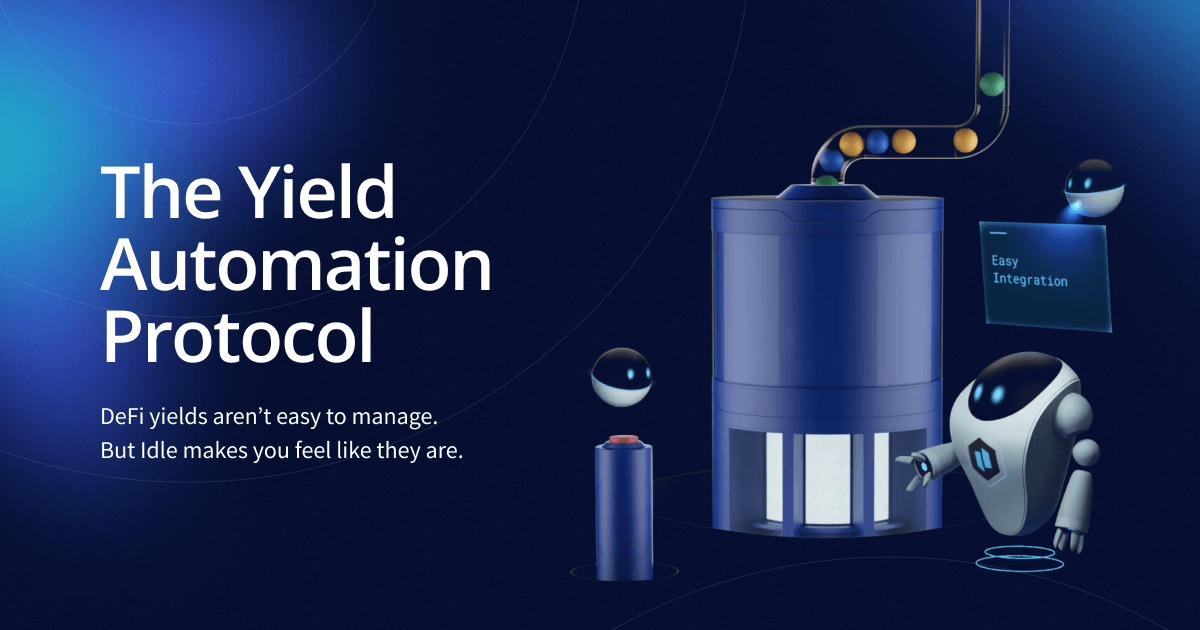 The Yield
Automation
Protocol
DeFi yields aren’t easy to manage.
But Idle makes you feel like they are.
Easy
Integration